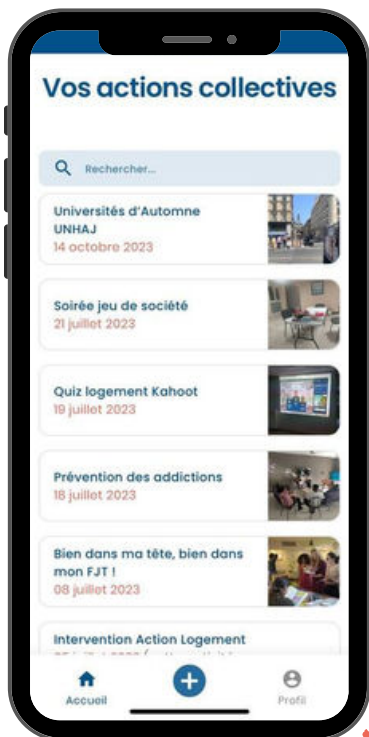 Vos actions collectives
Rechercher...
Universités d'Automne
UNHAJ
14 octobre 2023
Soirée jeu de société
21 juillet 2023
Quiz logement Kahoot
19 juillet 2023
Prévention des addictions
18 juillet 2023
Bien dans ma tête, bien dans
mon FJT !
08 juillet 2023
Intervention Action Logement
Accueil
Profil